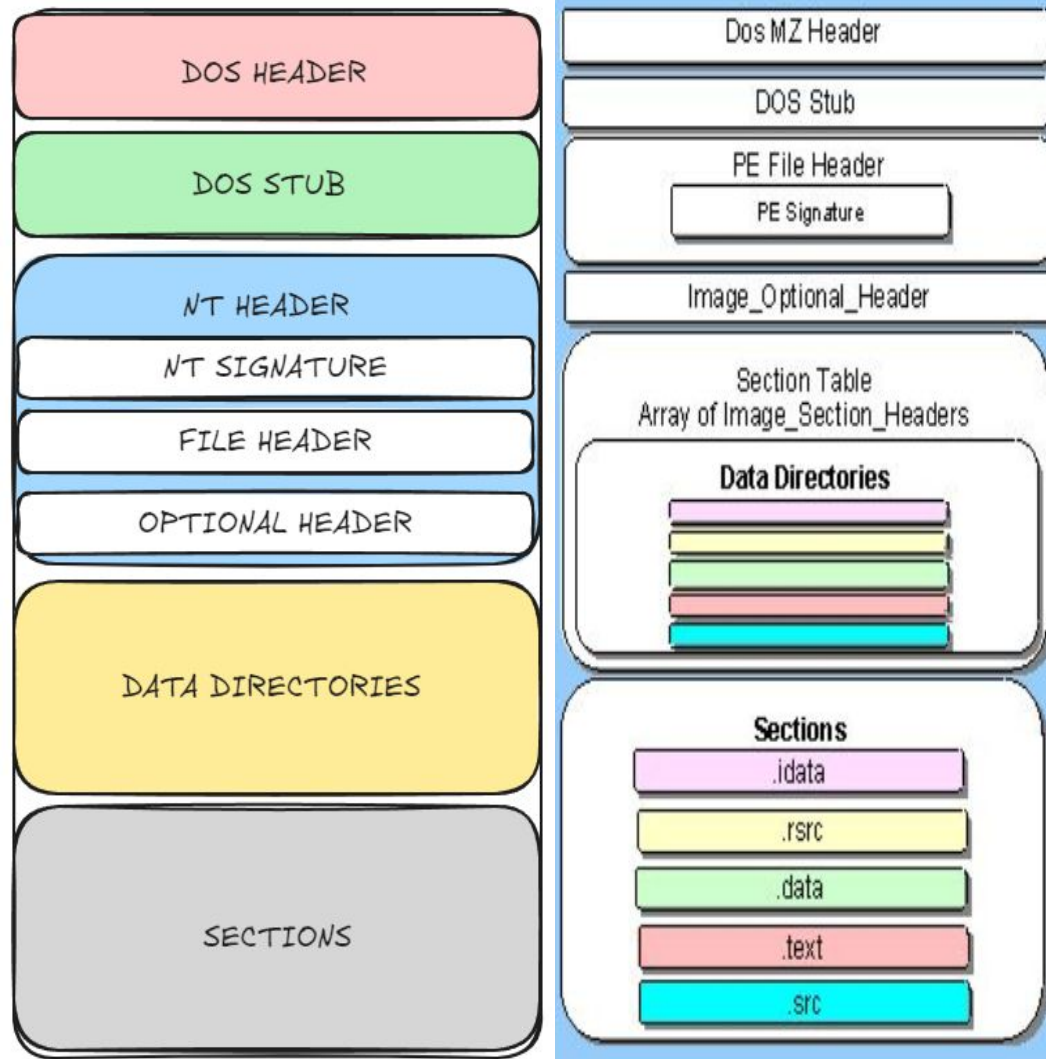 DOS HEADER
DOS STUB
NT HEADER
NT SIGNATURE
FILE HEADER
OPTIONAL HEADER
DATA DIRECTORIES
SECTIONS
Dos MZ Header
DOS Stub
PE File Header
PE Signature
Image_Optional_Header
Section Table
Array of Image_Section_Headers
Data Directories
Sections
.idata
.rsrc
.data
.text
.src